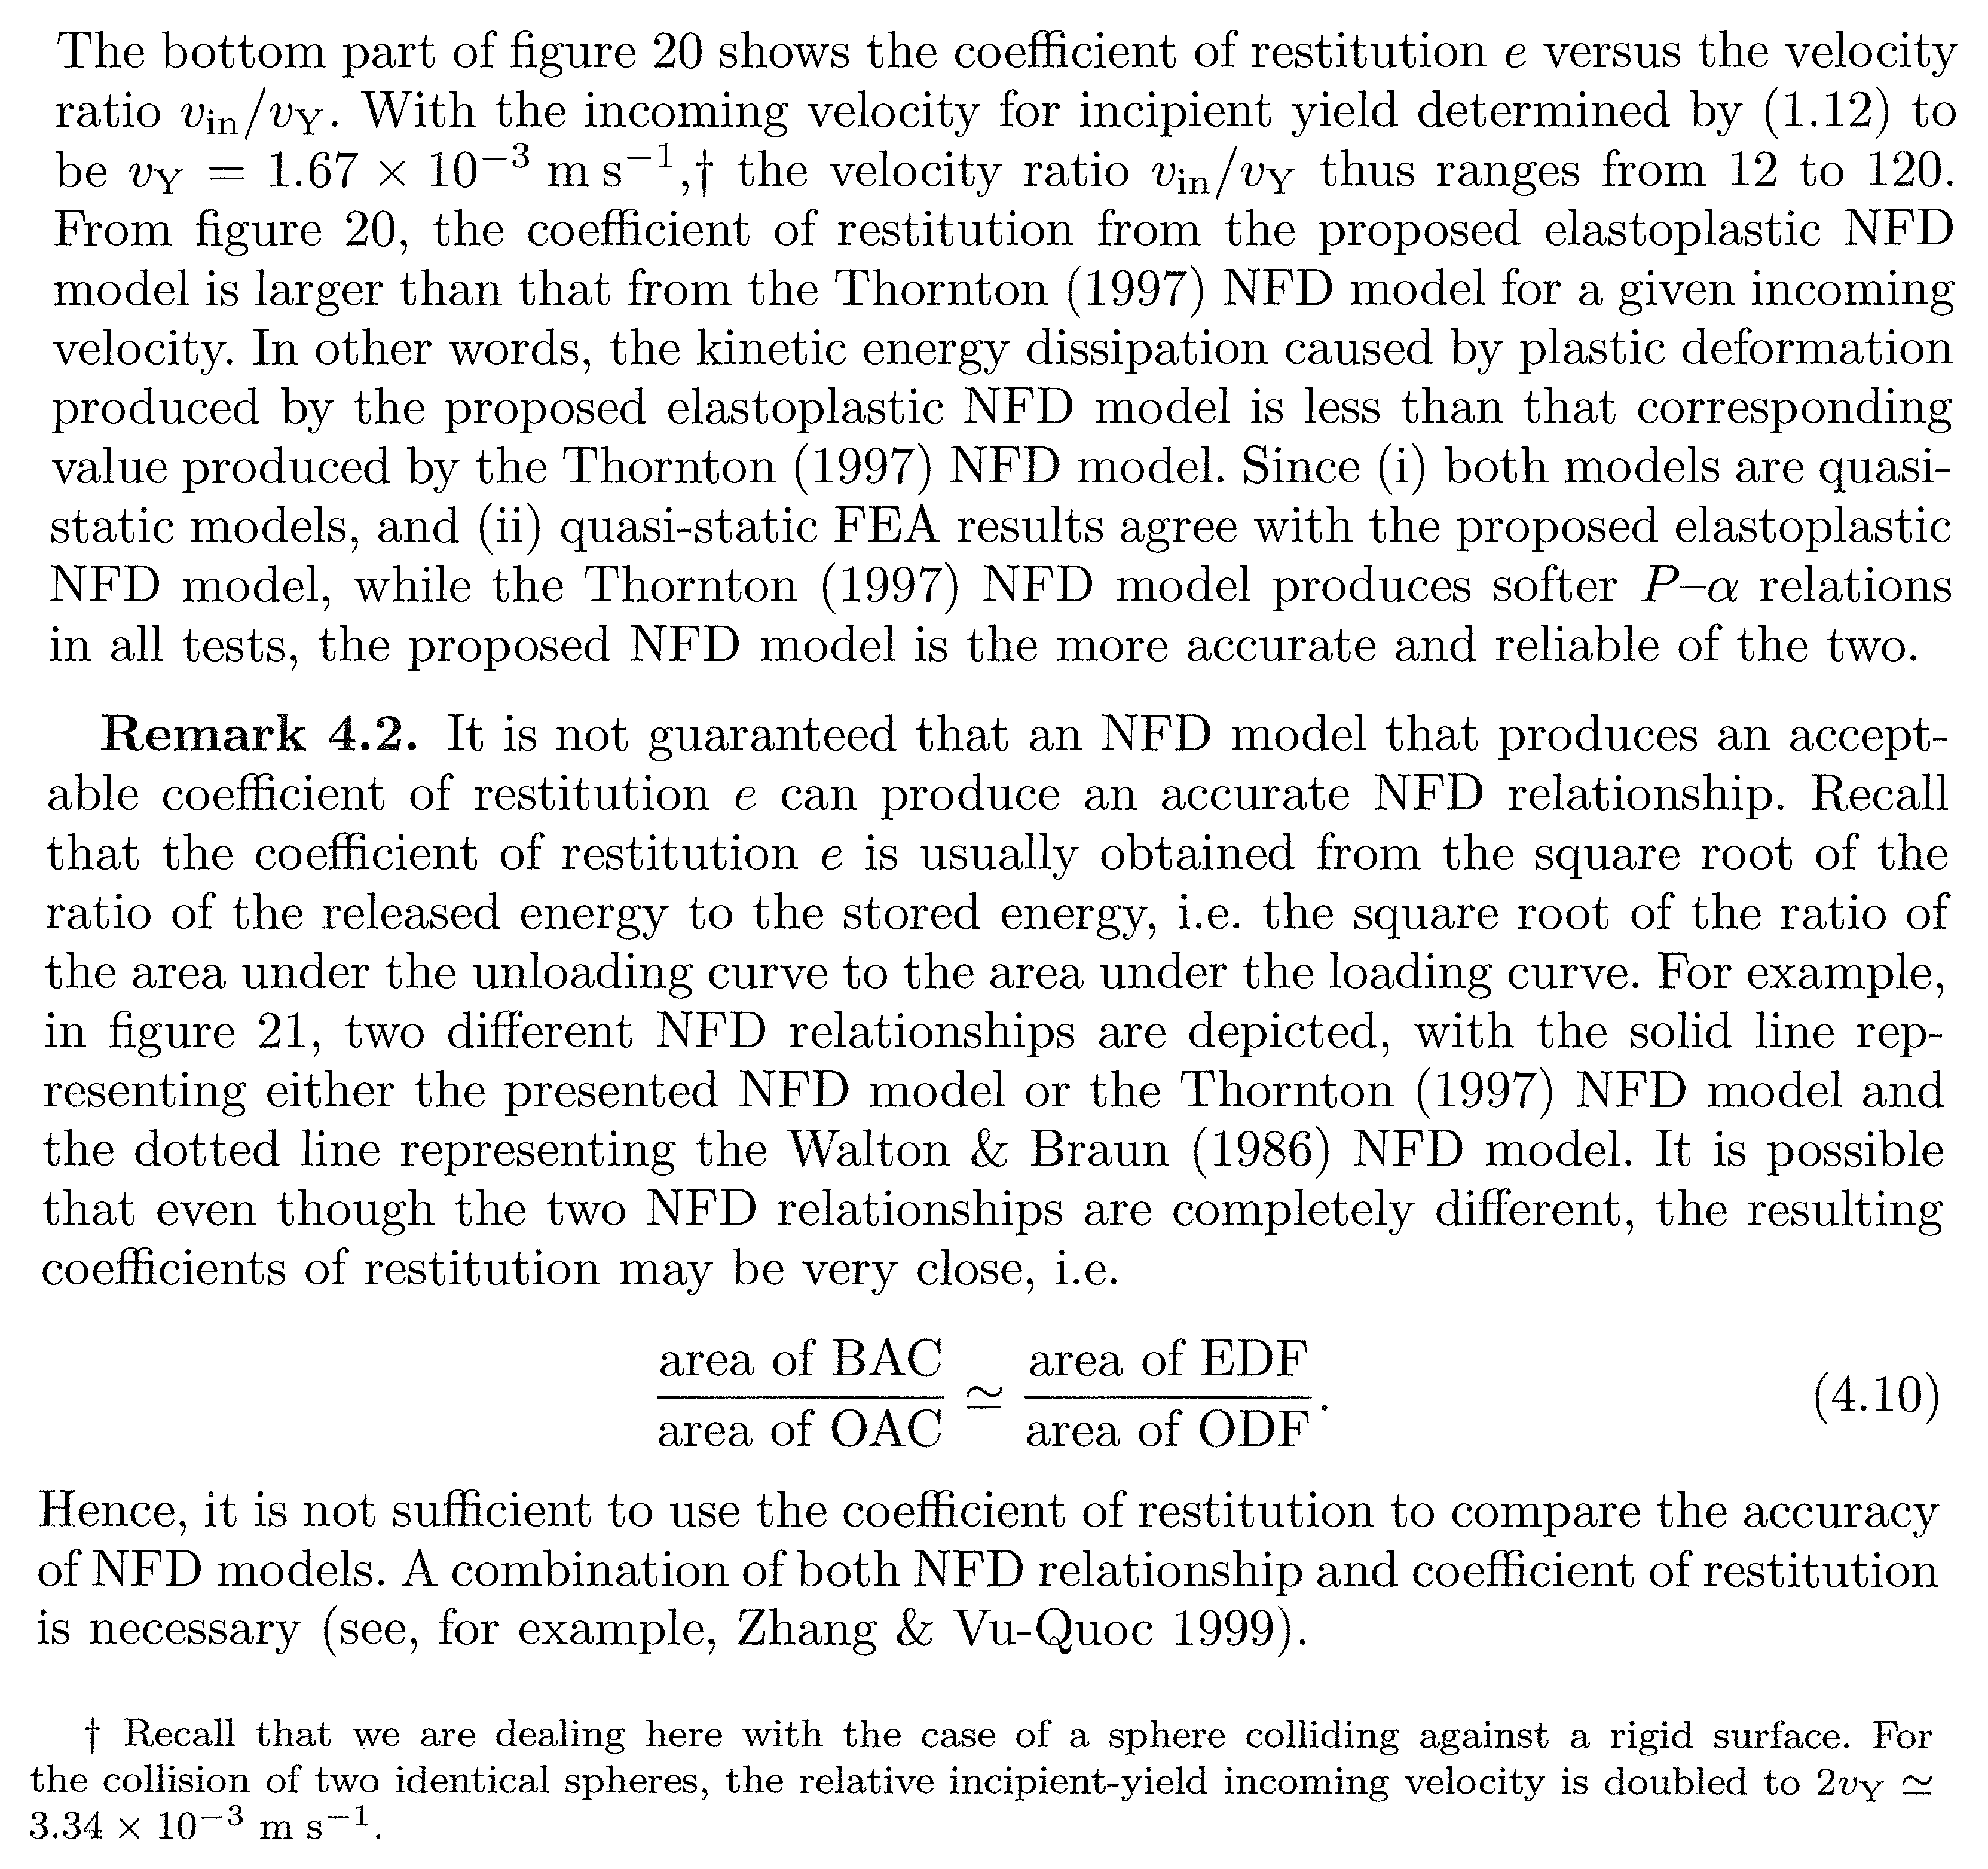 The bottom part of figure 20 shows the coefficient of restitution e versus the velocity
ratio v_in/v_Y. With the incoming velocity for incipient yield determined by (1.12) to
be v_Y = 1.67 × 10^−3 m s^−1,† the velocity ratio v_in/v_Y thus ranges from 12 to 120.
From figure 20, the coefficient of restitution from the proposed elastoplastic NFD
model is larger than that from the Thornton (1997) NFD model for a given incoming
velocity. In other words, the kinetic energy dissipation caused by plastic deformation
produced by the proposed elastoplastic NFD model is less than that corresponding
value produced by the Thornton (1997) NFD model. Since (i) both models are quasi-
static models, and (ii) quasi-static FEA results agree with the proposed elastoplastic
NFD model, while the Thornton (1997) NFD model produces softer P–α relations
in all tests, the proposed NFD model is the more accurate and reliable of the two.
Remark 4.2. It is not guaranteed that an NFD model that produces an accept-
able coefficient of restitution e can produce an accurate NFD relationship. Recall
that the coefficient of restitution e is usually obtained from the square root of the
ratio of the released energy to the stored energy, i.e. the square root of the ratio of
the area under the unloading curve to the area under the loading curve. For example,
in figure 21, two different NFD relationships are depicted, with the solid line rep-
resenting either the presented NFD model or the Thornton (1997) NFD model and
the dotted line representing the Walton & Braun (1986) NFD model. It is possible
that even though the two NFD relationships are completely different, the resulting
coefficients of restitution may be very close, i.e.
area of BAC / area of OAC ≃ area of EDF / area of ODF. (4.10)
Hence, it is not sufficient to use the coefficient of restitution to compare the accuracy
of NFD models. A combination of both NFD relationship and coefficient of restitution
is necessary (see, for example, Zhang & Vu-Quoc 1999).
† Recall that we are dealing here with the case of a sphere colliding against a rigid surface. For
the collision of two identical spheres, the relative incipient-yield incoming velocity is doubled to 2v_Y ≃
3.34 × 10^−3 m s^−1.